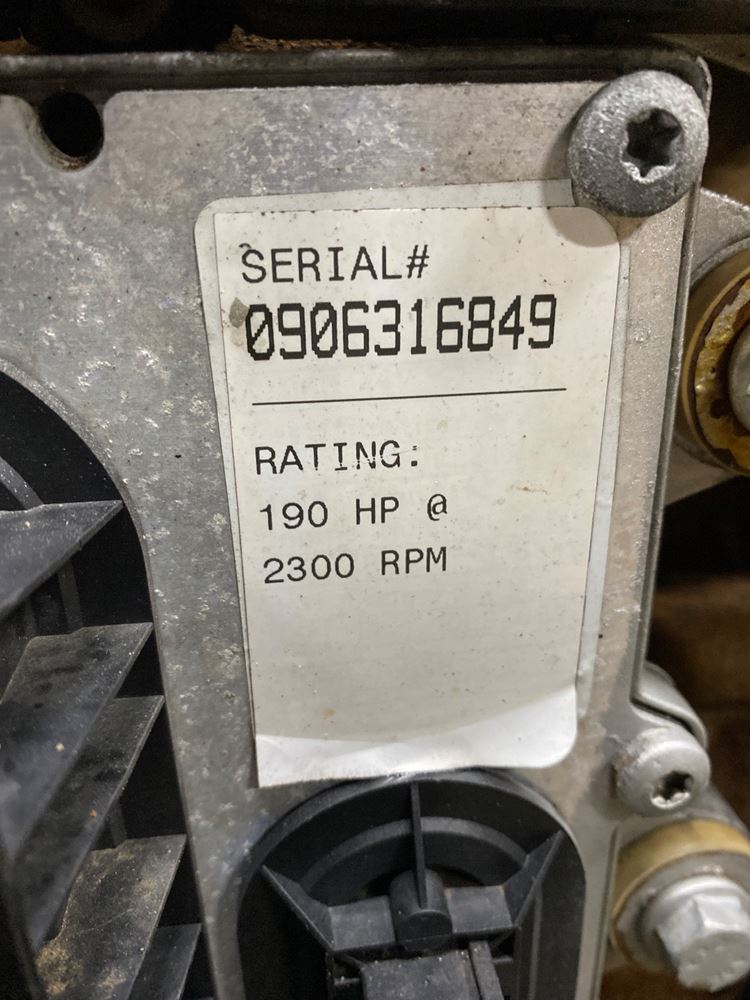 SERIAL#
0906316849
RATING:
190 HP @
2300 RPM